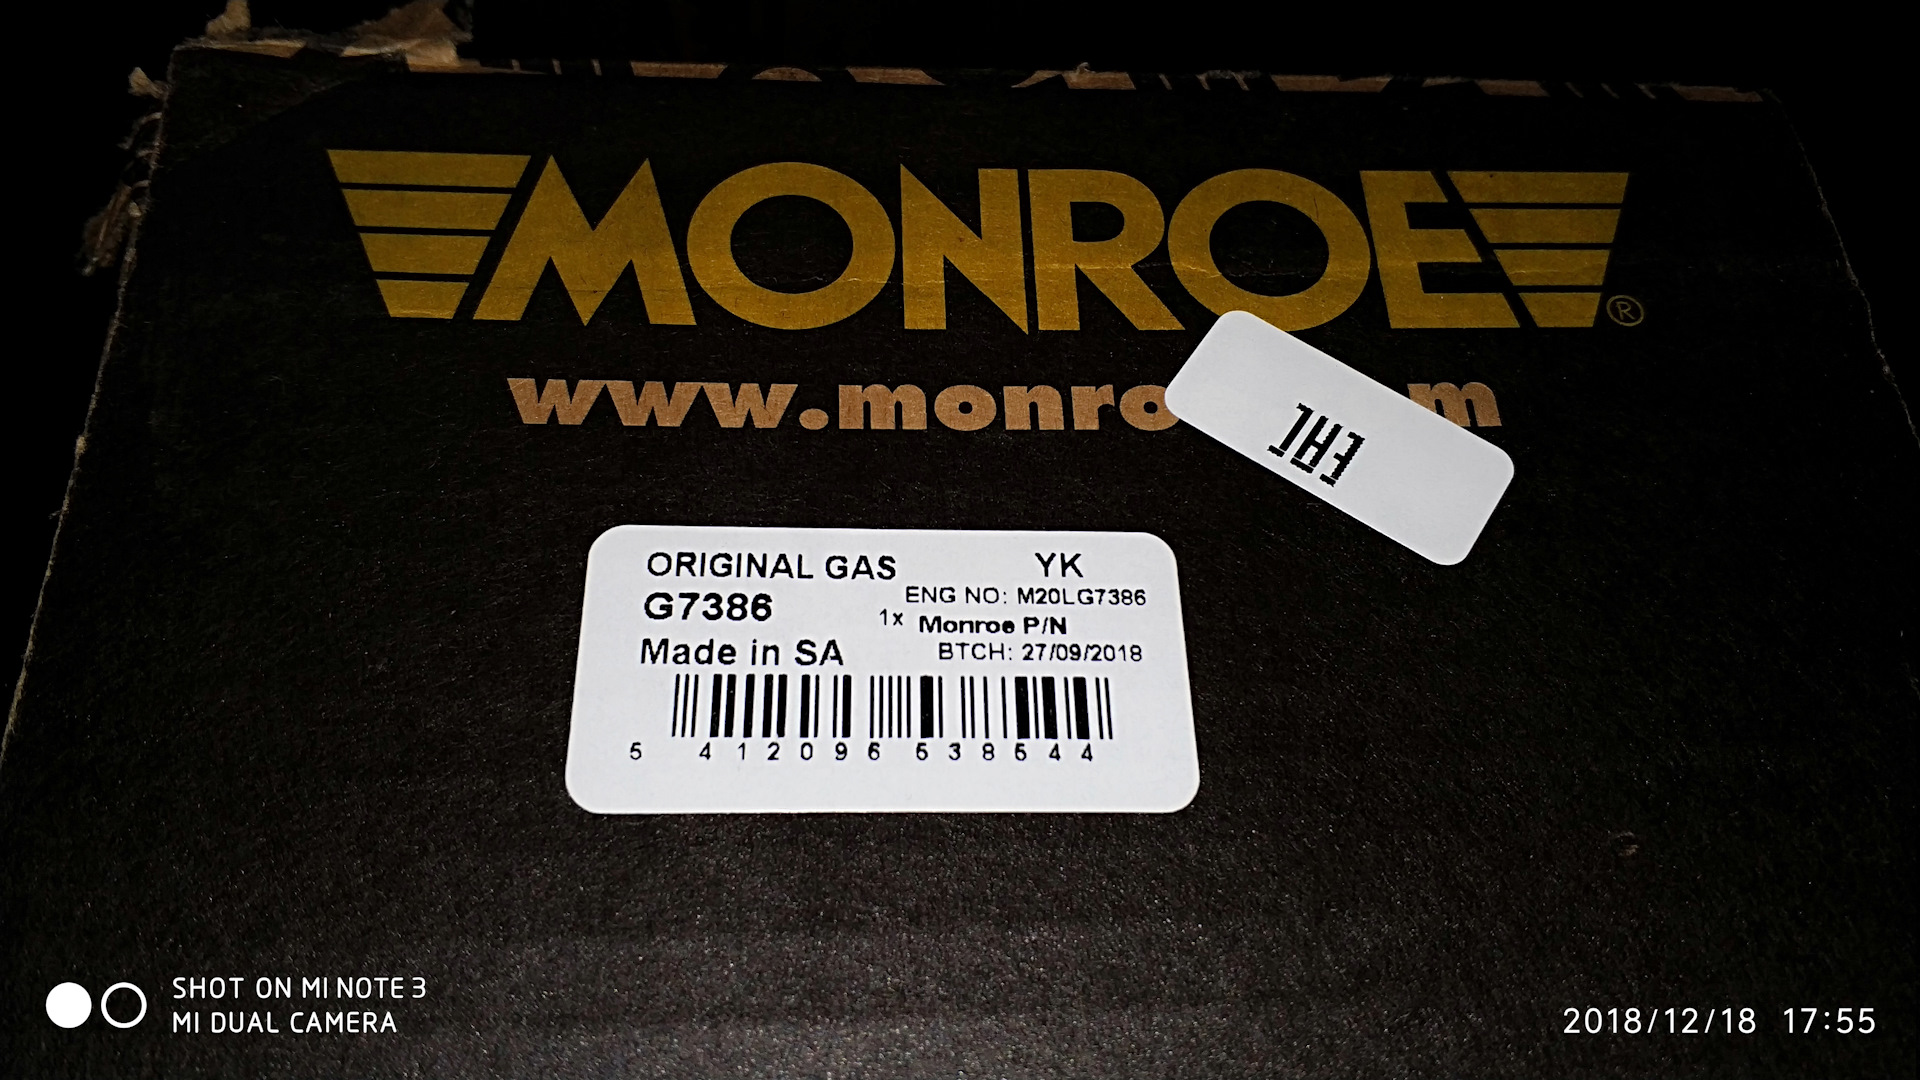 MONROE®
www.monro m
ORIGINAL GAS YK
G7386 ENG NO: M20LG7386
1x Monroe P/N
Made in SA BTCH: 27/09/2018
5 412096 538544
SHOT ON MI NOTE 3
MI DUAL CAMERA
2018/12/18 17:55